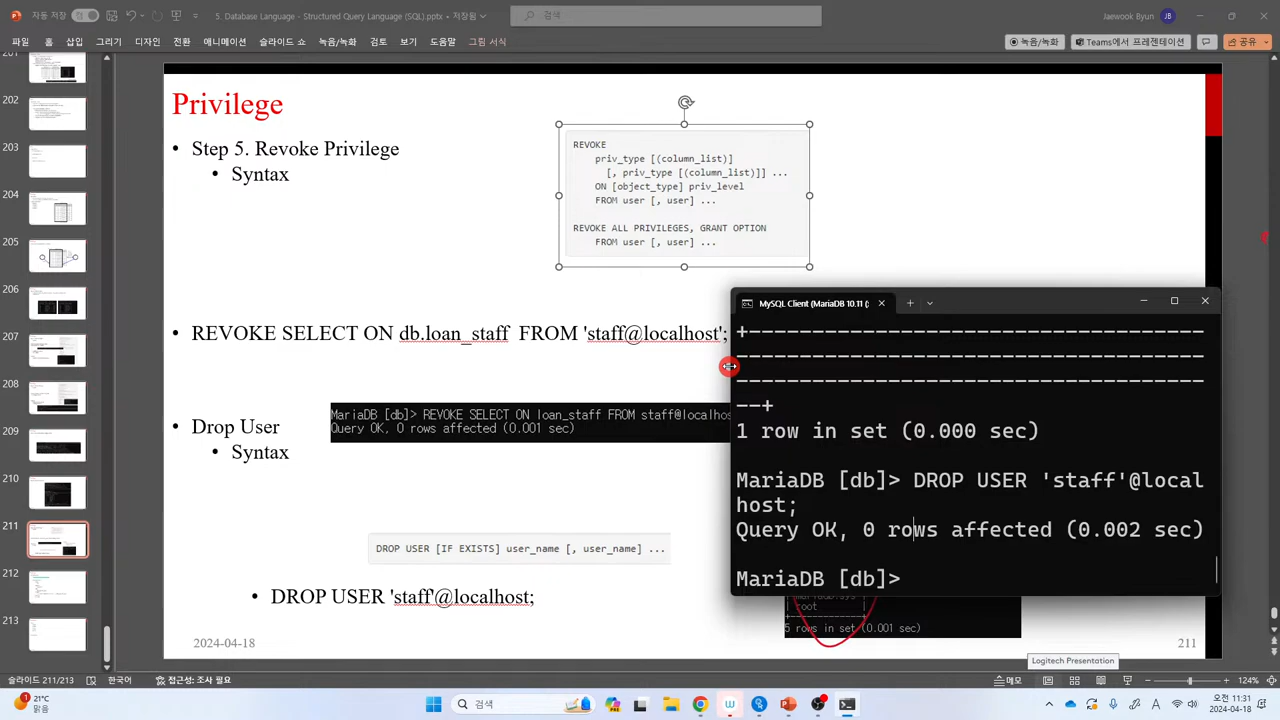 자동 저장
5. Database Language - Structured Query Language (SQL).pptx • 저장됨
검색
Jaewook Byun
JB
파일
홈
삽입
그리기
디자인
전환
애니메이션
슬라이드 쇼
녹음/녹화
검토
보기
도움말
그림 서식
녹음/녹화
Teams에서 프레젠테이션
공유
202
203
204
205
206
207
208
209
210
211
212
213
Privilege
• Step 5. Revoke Privilege
• Syntax
REVOKE
priv_type [(column_list)]
[, priv_type [(column_list)]] ...
ON [object_type] priv_level
FROM user [, user] ...
REVOKE ALL PRIVILEGES, GRANT OPTION
FROM user [, user] ...
• REVOKE SELECT ON db.loan_staff FROM 'staff@localhost';
MariaDB [db]> REVOKE SELECT ON loan_staff FROM staff@localhos
Query OK, 0 rows affected (0.001 sec)
• Drop User
• Syntax
DROP USER [IF EXISTS] user_name [, user_name] ...
• DROP USER 'staff'@localhost;
MySQL Client (MariaDB 10.11 (
+-------------------------------------
-------------------------------------
-------------------------------------
--+
1 row in set (0.000 sec)
MariaDB [db]> DROP USER 'staff'@local
host;
Query OK, 0 rows affected (0.002 sec)
MariaDB [db]>
| root |
5 rows in set (0.001 sec)
2024-04-18
211
Logitech Presentation
슬라이드 211/213
한국어
접근성: 조사 필요
124%
21°C
맑음
검색
오전 11:31
2024-04-18